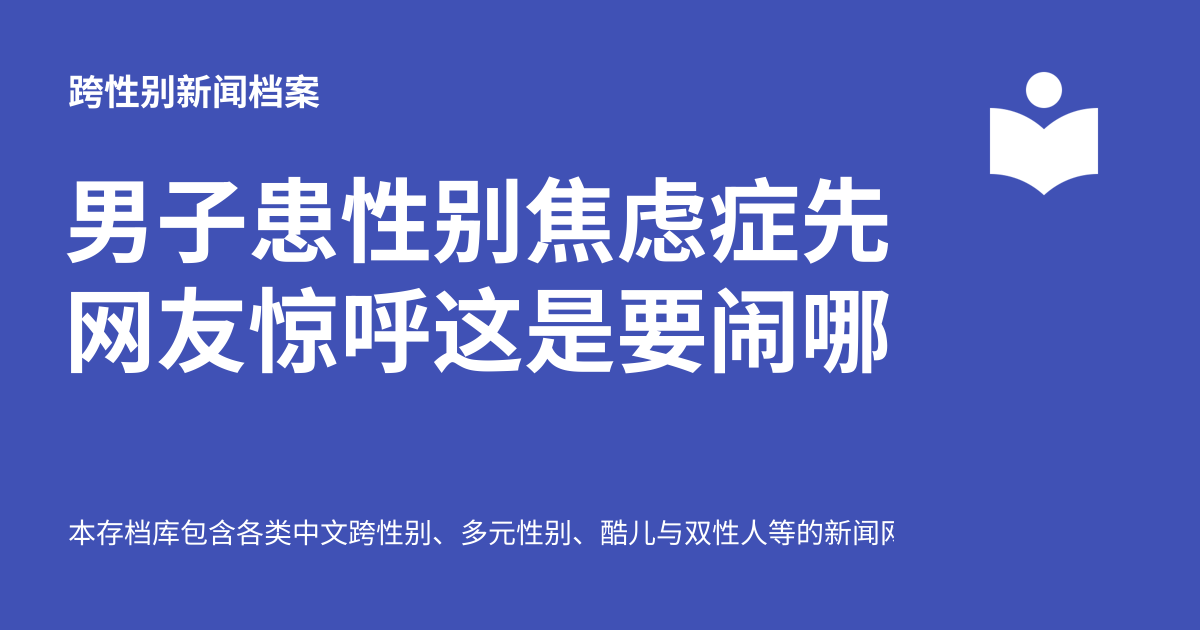 跨性别新闻档案
男子患性别焦虑症先
网友惊呼这是要闹哪
本存档库包含各类中文跨性别、多元性别、酷儿与双性人等的新闻